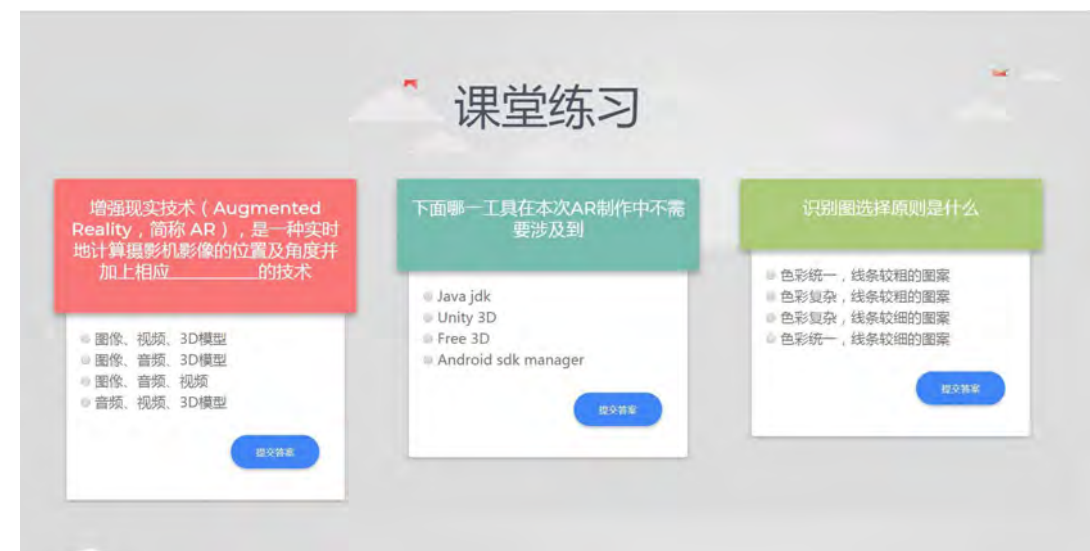 课堂练习
增强现实技术（Augmented
Reality，简称 AR），是一种实时
地计算摄影机影像的位置及角度并
加上相应_________的技术
图像、视频、3D模型
图像、音频、3D模型
图像、音频、视频
音频、视频、3D模型
提交答案
下面哪一工具在本次AR制作中不需
要涉及到
Java jdk
Unity 3D
Free 3D
Android sdk manager
提交答案
识别图选择原则是什么
色彩统一，线条较粗的图案
色彩复杂，线条较粗的图案
色彩复杂，线条较细的图案
色彩统一，线条较细的图案
提交答案